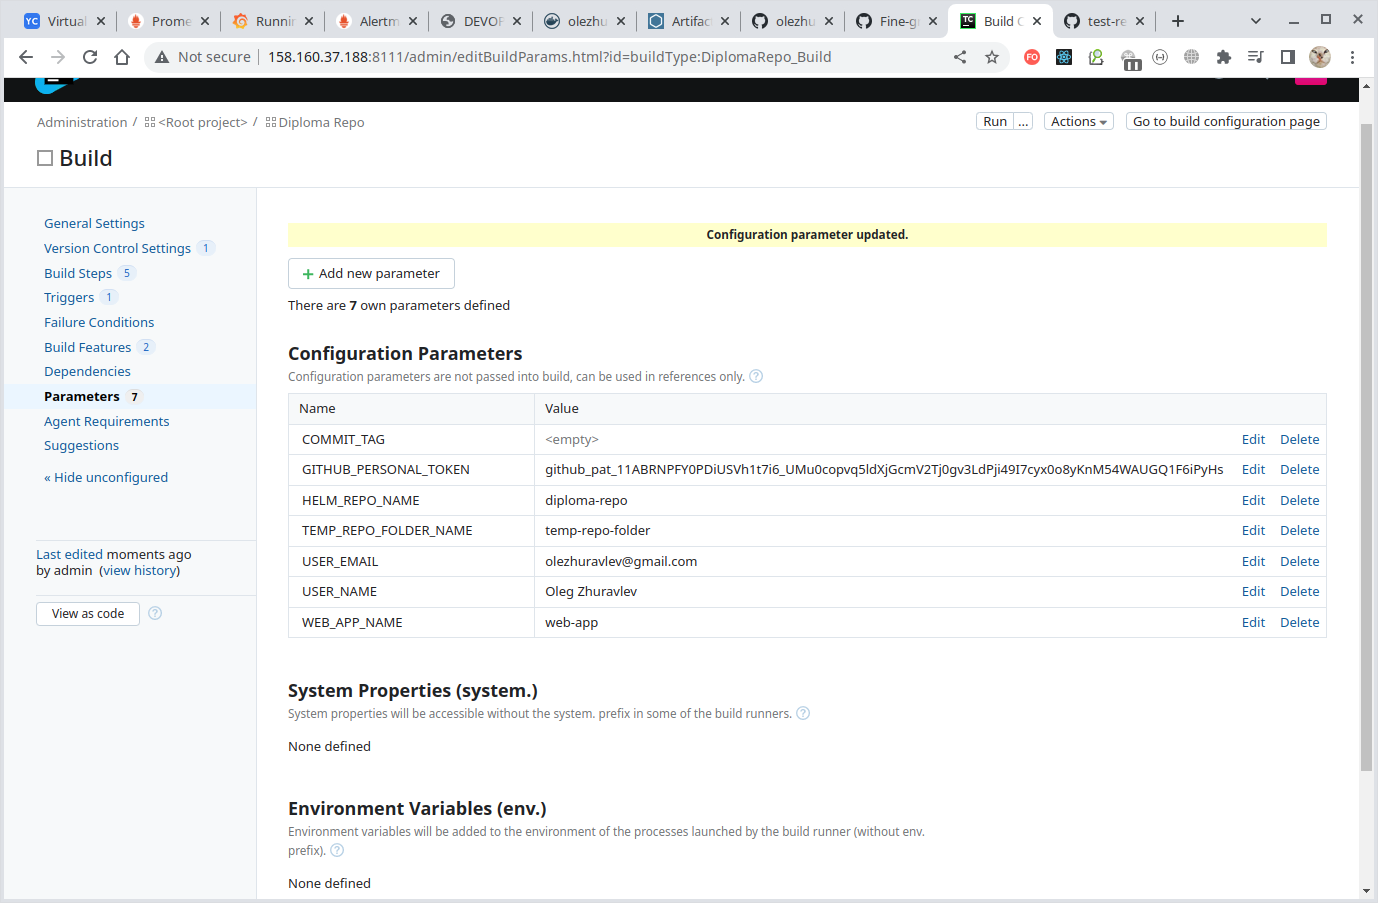 Virtual
Prome
Runnin
Alertm
DEVOP
olezhu
Artifac
olezhu
Fine-g
Build C
test-re
Not secure
158.160.37.188:8111/admin/editBuildParams.html?id=buildType:DiplomaRepo_Build
Administration / <Root project> / Diploma Repo
Run ... Actions Go to build configuration page
Build
General Settings
Version Control Settings 1
Build Steps 5
Triggers 1
Failure Conditions
Build Features 2
Dependencies
Parameters 7
Agent Requirements
Suggestions
« Hide unconfigured
Last edited moments ago
by admin (view history)
View as code ?
Configuration parameter updated.
+ Add new parameter
There are 7 own parameters defined
Configuration Parameters
Configuration parameters are not passed into build, can be used in references only. ?
Name Value
COMMIT_TAG <empty> Edit Delete
GITHUB_PERSONAL_TOKEN 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 Edit Delete
HELM_REPO_NAME diploma-repo Edit Delete
TEMP_REPO_FOLDER_NAME temp-repo-folder Edit Delete
USER_EMAIL olezhuravlev@gmail.com Edit Delete
USER_NAME Oleg Zhuravlev Edit Delete
WEB_APP_NAME web-app Edit Delete
System Properties (system.)
System properties will be accessible without the system. prefix in some of the build runners. ?
None defined
Environment Variables (env.)
Environment variables will be added to the environment of the processes launched by the build runner (without env.
prefix). ?
None defined